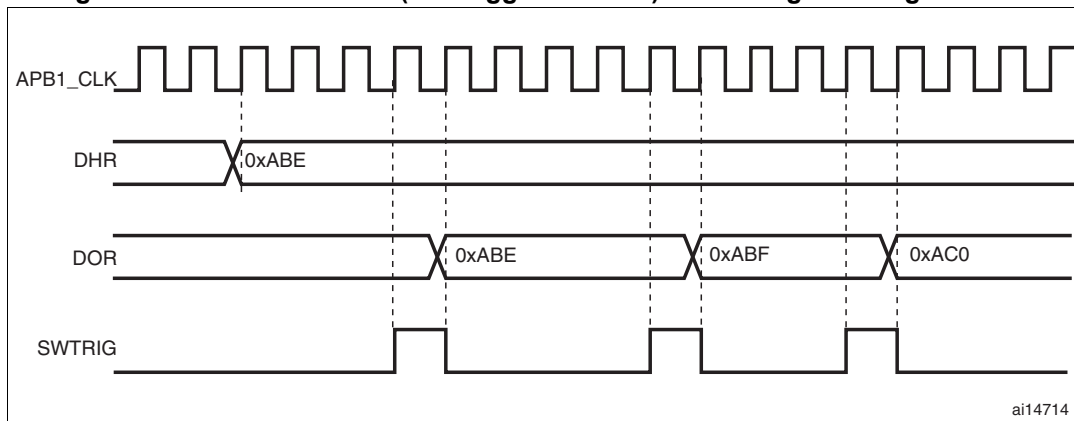 APB1_CLK
DHR
0xABE
DOR
0xABE
0xABF
0xAC0
SWTRIG
ai14714